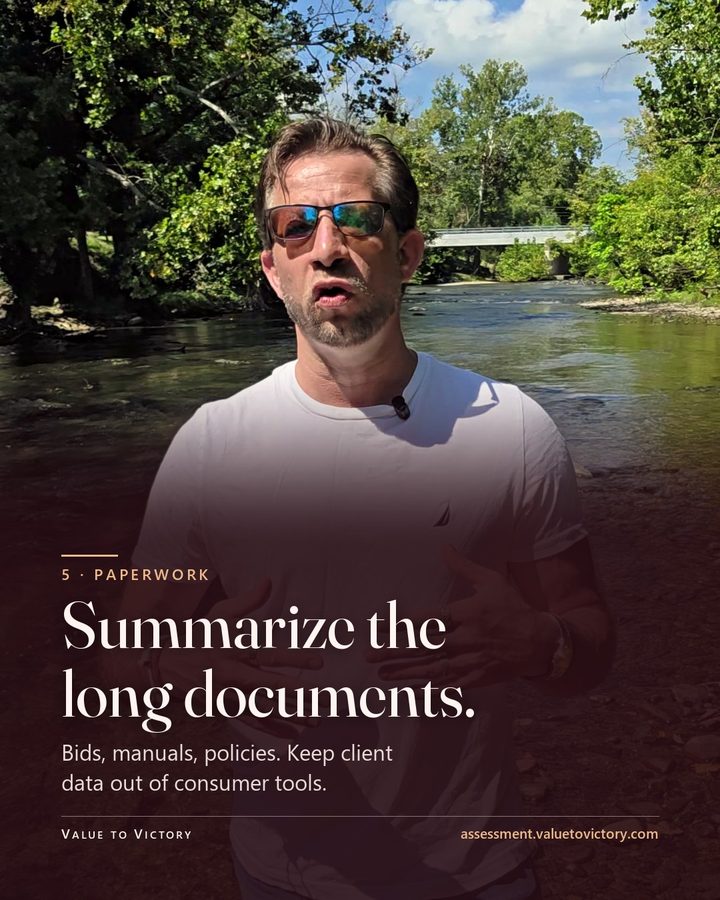 5 · PAPERWORK
Summarize the
long documents.
Bids, manuals, policies. Keep client
data out of consumer tools.
VALUE TO VICTORY
assessment.valuetovictory.com